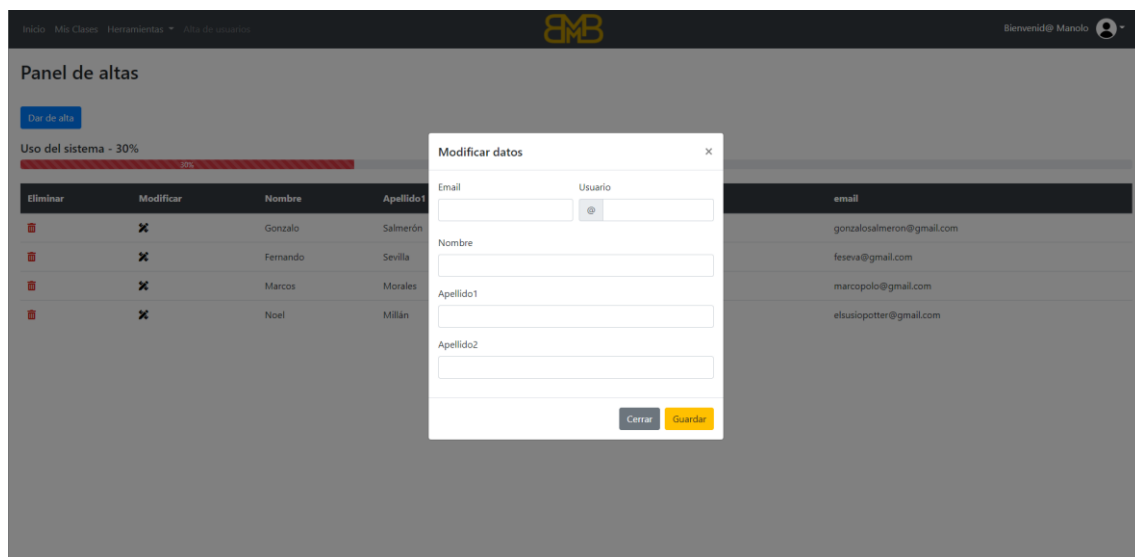 Inicio Mis Clases Herramientas Alta de usuarios BMB Bienvenid@ Manolo
Panel de altas
Dar de alta
Uso del sistema - 30%
30%
Modificar datos ×
Email Usuario
@
Nombre
Apellido1
Apellido2
Cerrar Guardar
Eliminar Modificar Nombre Apellido1 email
Gonzalo Salmerón gonzalosalmeron@gmail.com
Fernando Sevilla feseva@gmail.com
Marcos Morales marcopolo@gmail.com
Noel Millán elsusiopotter@gmail.com